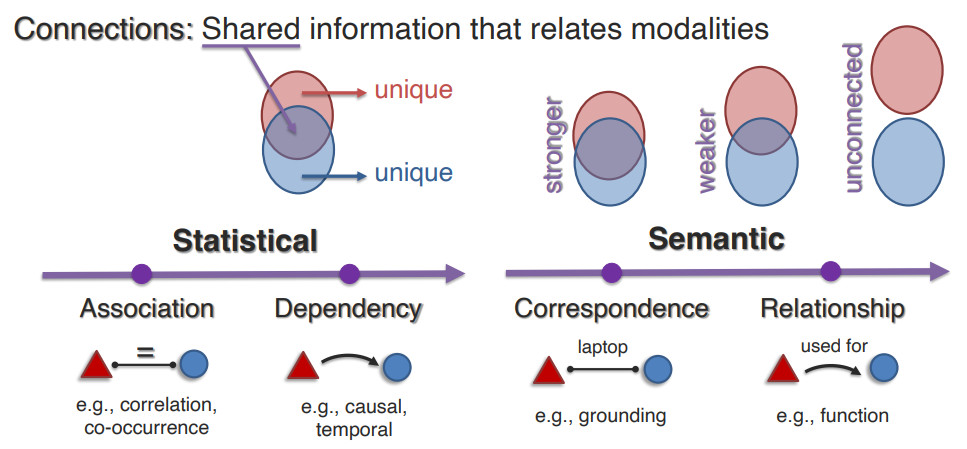 Connections: Shared information that relates modalities
unique
unique
stronger
weaker
unconnected
Statistical
Semantic
Association
Dependency
Correspondence
Relationship
=
laptop
used for
e.g., correlation,
co-occurrence
e.g., causal,
temporal
e.g., grounding
e.g., function